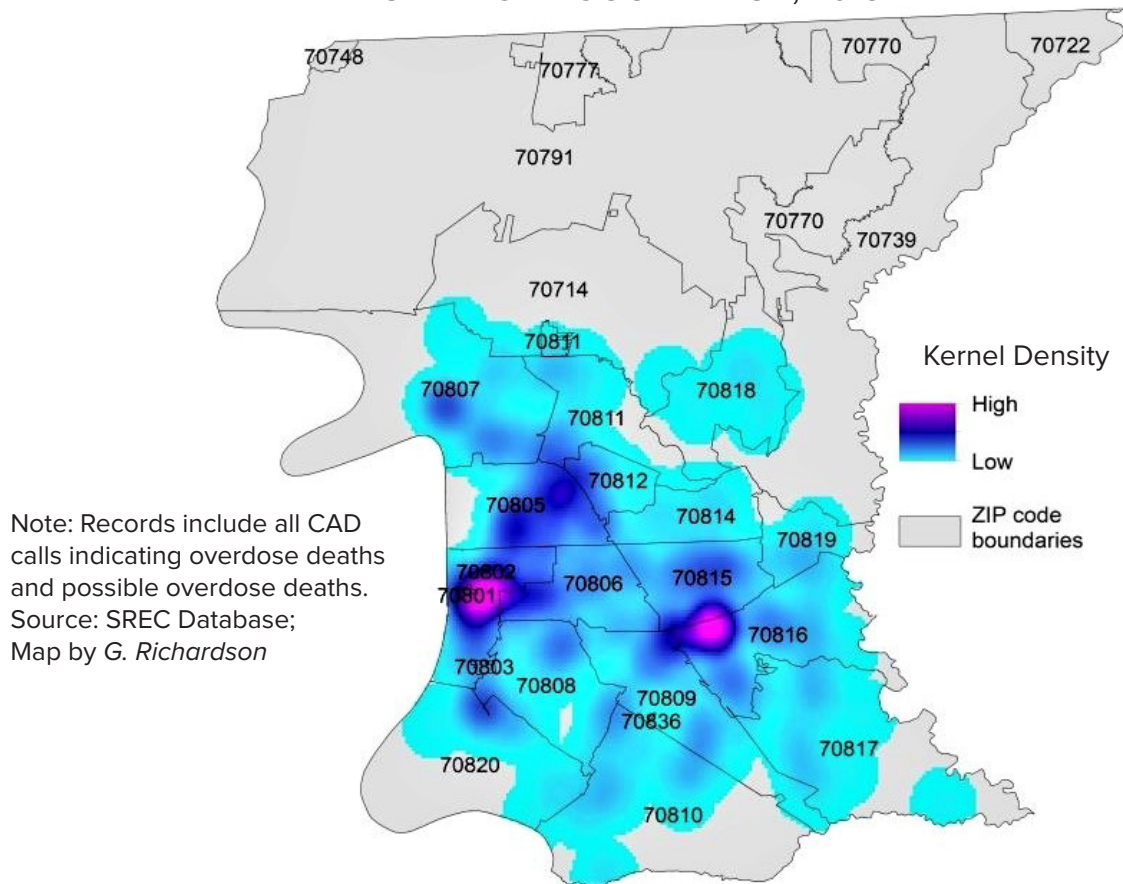 70748
70777
70770
70722
70791
70770
70739
70714
70811
70807
70818
70811
70812
70805
70814
70819
70802
70801
70806
70815
70816
70803
70808
70809
70836
70817
70820
70810
Kernel Density
High
Low
ZIP code
boundaries
Note: Records include all CAD
calls indicating overdose deaths
and possible overdose deaths.
Source: SREC Database;
Map by G. Richardson